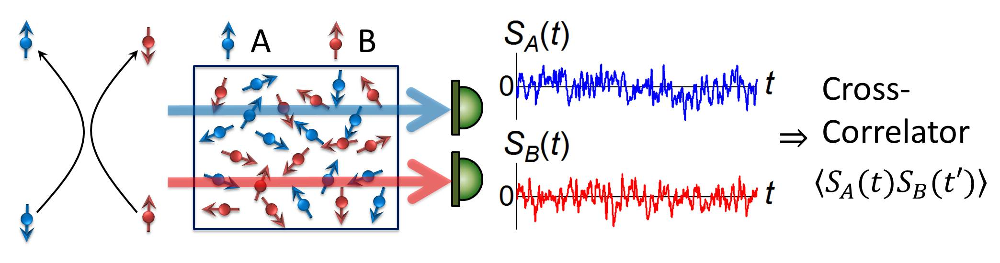 A
B
S_A(t)
0
t
S_B(t)
0
t
⇒
Cross-
Correlator
⟨S_A(t)S_B(t′)⟩